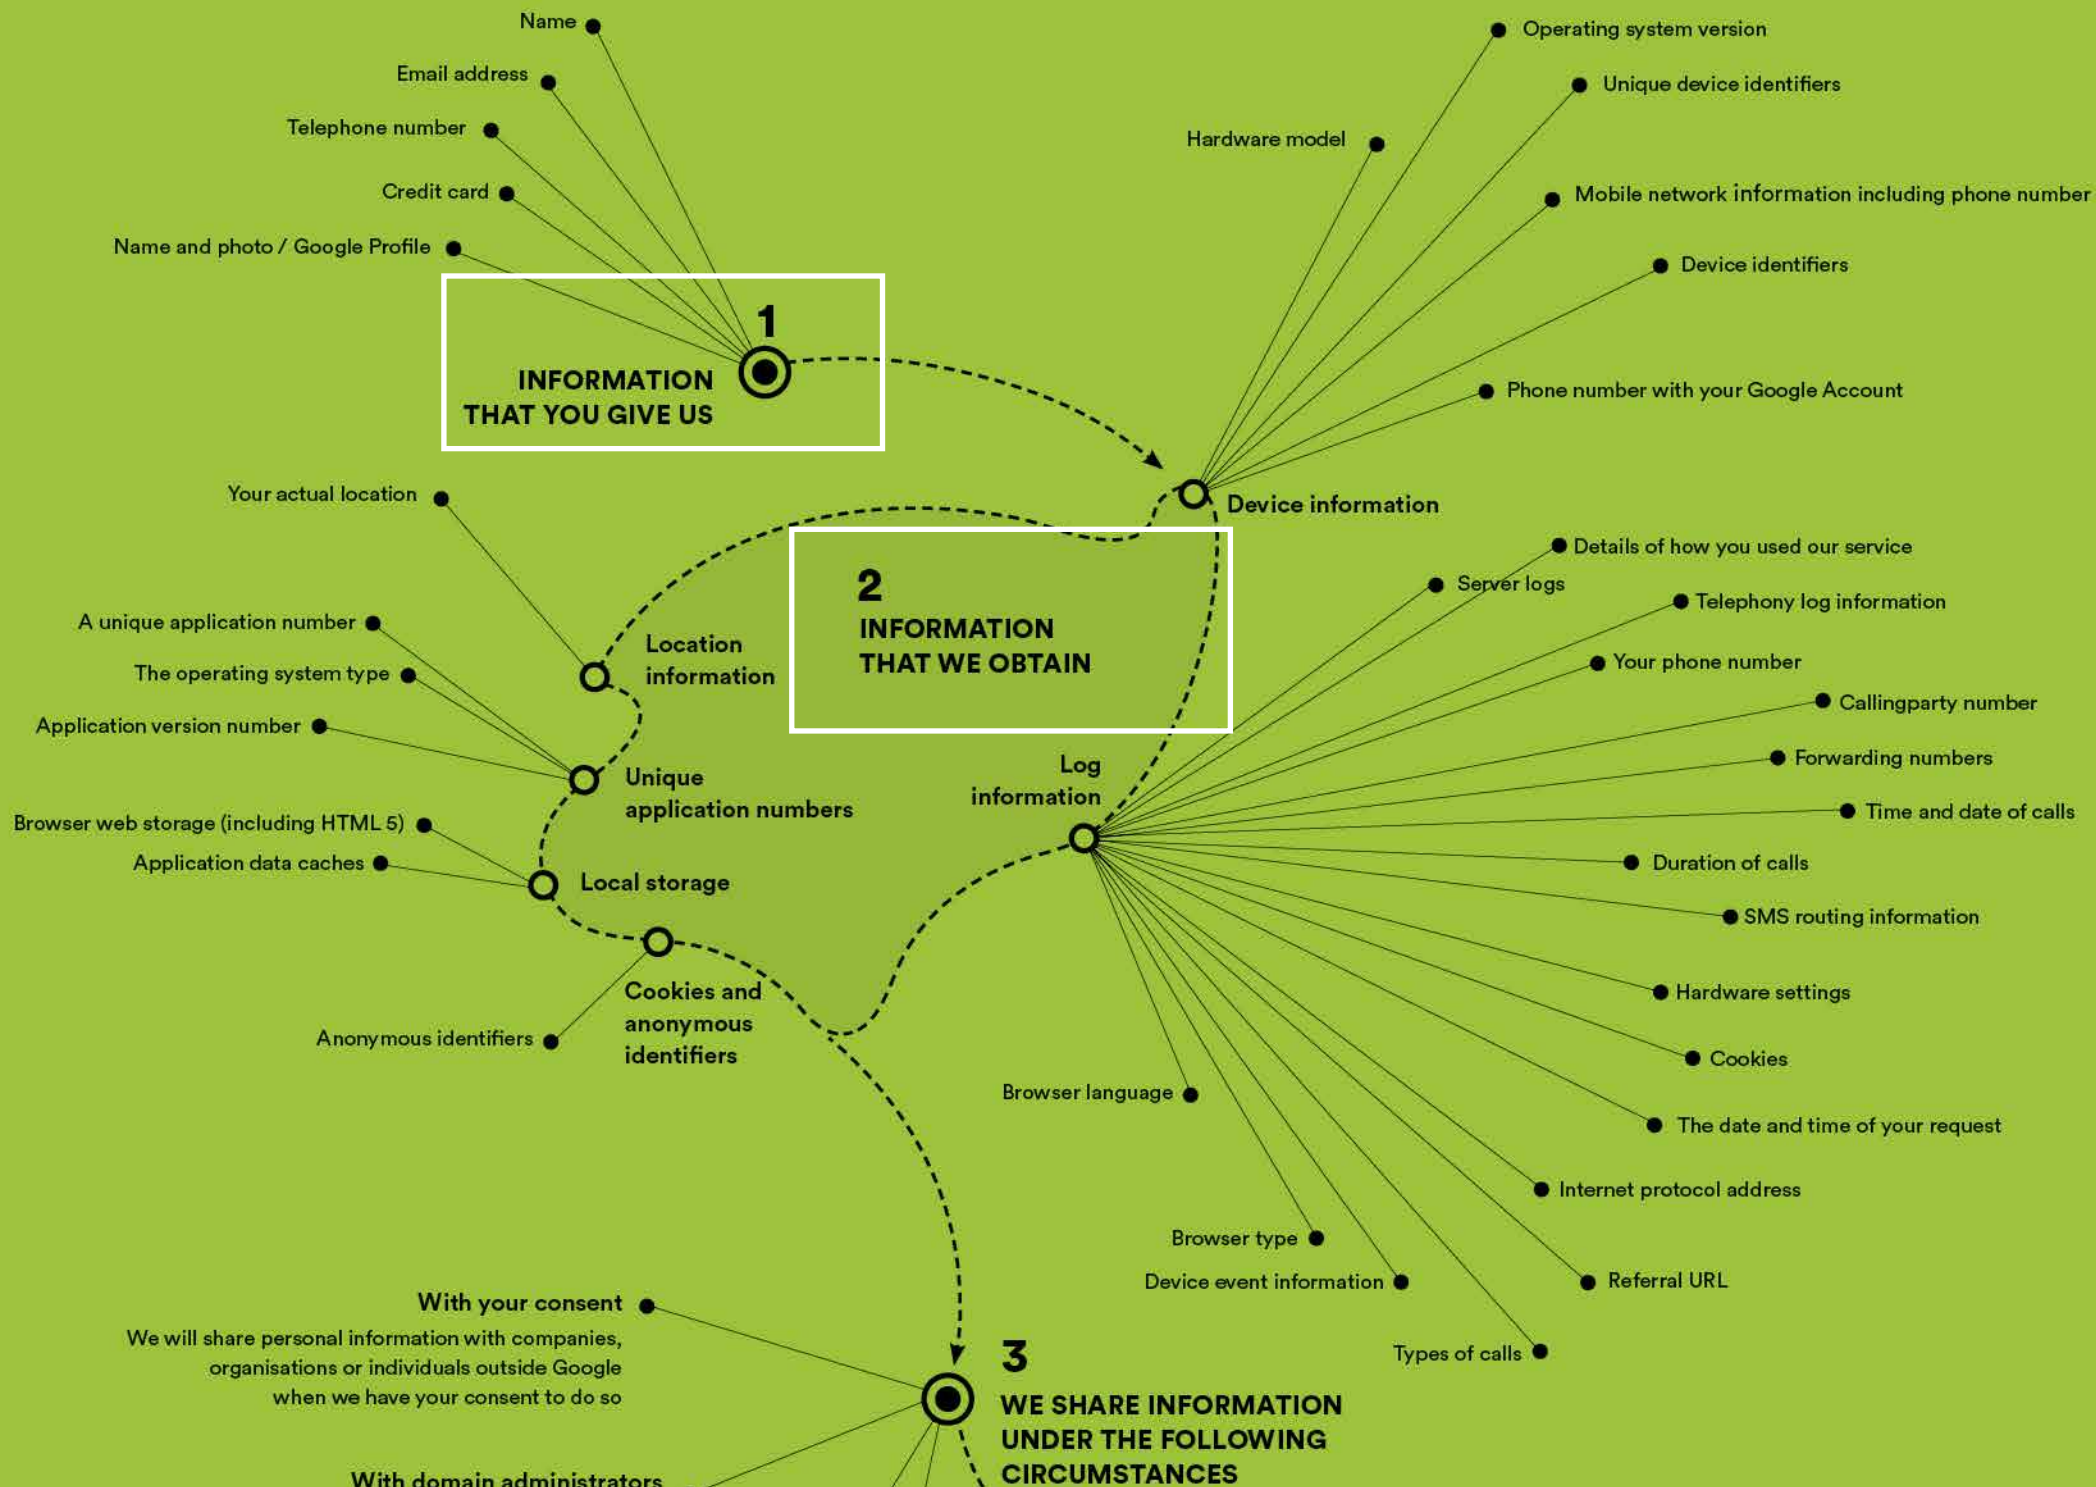 Name
Email address
Telephone number
Credit card
Name and photo / Google Profile
1
INFORMATION
THAT YOU GIVE US
Operating system version
Unique device identifiers
Hardware model
Mobile network information including phone number
Device identifiers
Phone number with your Google Account
Device information
2
INFORMATION
THAT WE OBTAIN
Your actual location
Location
information
A unique application number
The operating system type
Application version number
Unique
application numbers
Browser web storage (including HTML 5)
Application data caches
Local storage
Cookies and
anonymous
identifiers
Anonymous identifiers
Log
information
Details of how you used our service
Server logs
Telephony log information
Your phone number
Callingparty number
Forwarding numbers
Time and date of calls
Duration of calls
SMS routing information
Hardware settings
Cookies
The date and time of your request
Internet protocol address
Referral URL
Types of calls
Device event information
Browser type
Browser language
With your consent
We will share personal information with companies,
organisations or individuals outside Google
when we have your consent to do so
3
WE SHARE INFORMATION
UNDER THE FOLLOWING
CIRCUMSTANCES
With domain administrators